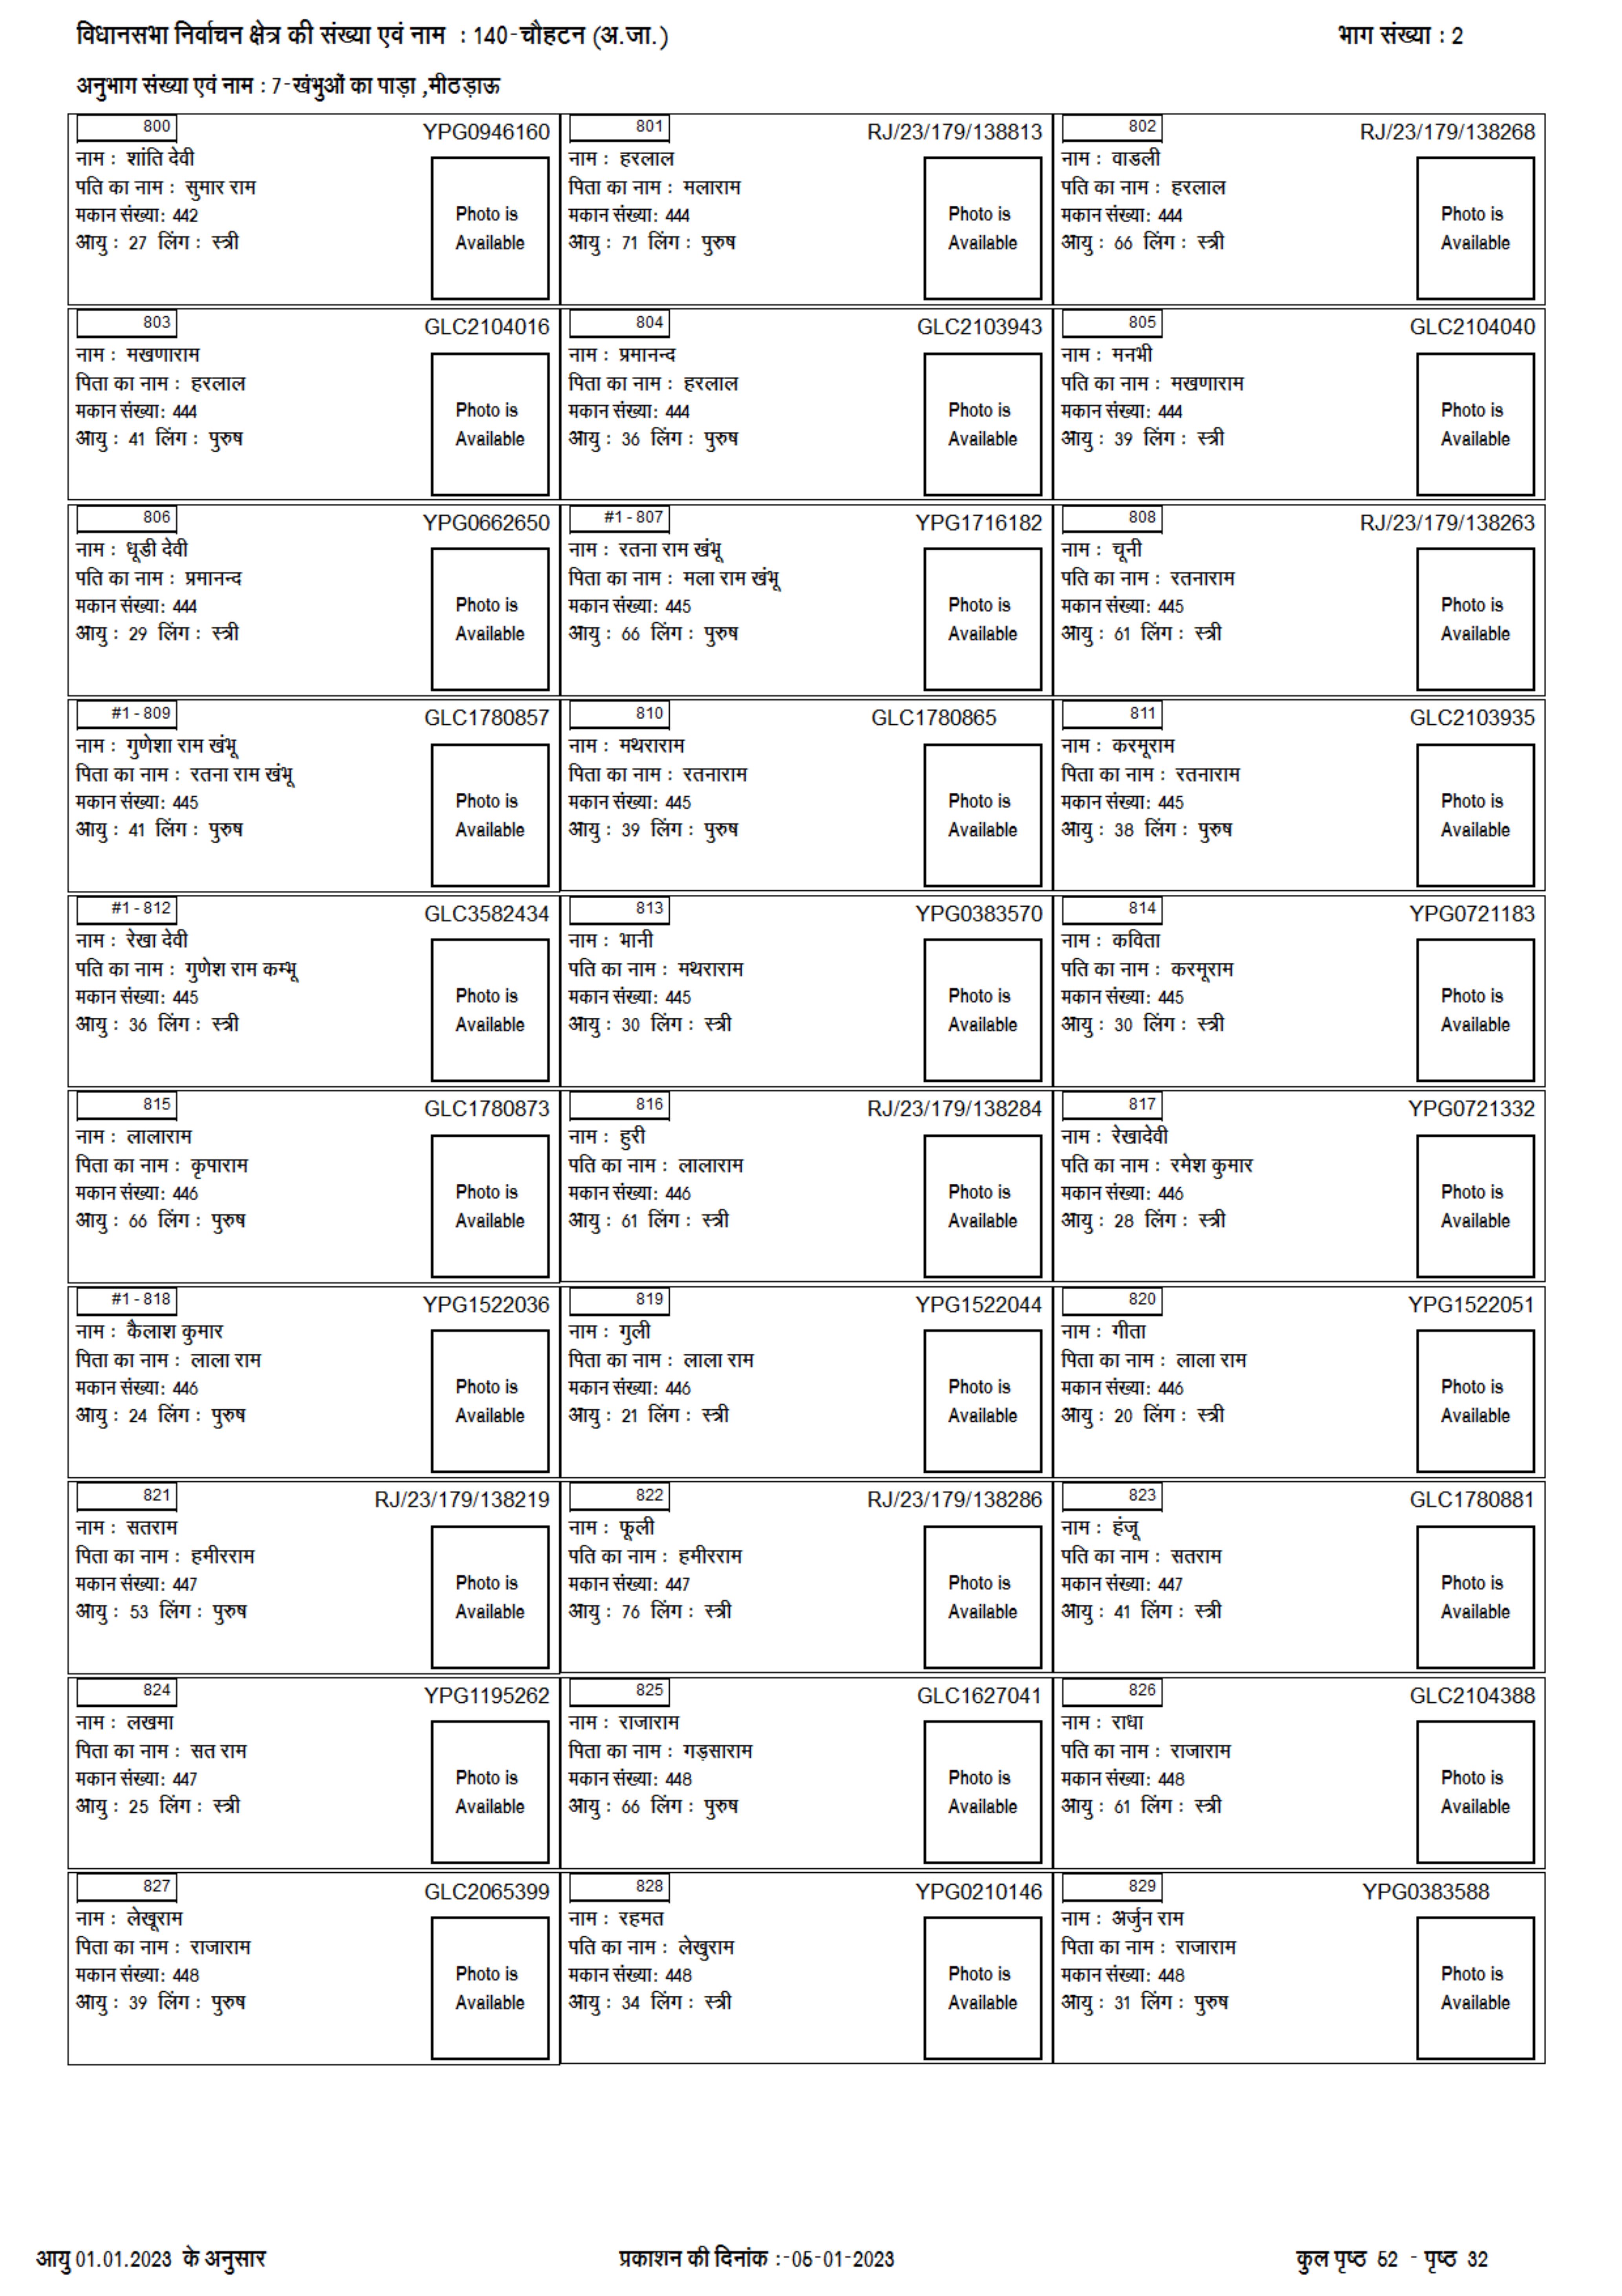 विधानसभा निर्वाचन क्षेत्र की संख्या एवं नाम : 140-चौहटन (अ.जा.) भाग संख्या : 2
अनुभाग संख्या एवं नाम : 7-खंभुओं का पाड़ा ,मीठड़ाऊ
800 YPG0946160
नाम : शांति देवी
पति का नाम : सुमार राम
मकान संख्या: 442
आयु : 27 लिंग : स्त्री
Photo is
Available
801 RJ/23/179/138813
नाम : हरलाल
पिता का नाम : मलाराम
मकान संख्या: 444
आयु : 71 लिंग : पुरुष
Photo is
Available
802 RJ/23/179/138268
नाम : वाडली
पति का नाम : हरलाल
मकान संख्या: 444
आयु : 66 लिंग : स्त्री
Photo is
Available
803 GLC2104016
नाम : मखणाराम
पिता का नाम : हरलाल
मकान संख्या: 444
आयु : 41 लिंग : पुरुष
Photo is
Available
804 GLC2103943
नाम : प्रमानन्द
पिता का नाम : हरलाल
मकान संख्या: 444
आयु : 36 लिंग : पुरुष
Photo is
Available
805 GLC2104040
नाम : मनभी
पति का नाम : मखणाराम
मकान संख्या: 444
आयु : 39 लिंग : स्त्री
Photo is
Available
806 YPG0662650
नाम : धूडी देवी
पति का नाम : प्रमानन्द
मकान संख्या: 444
आयु : 29 लिंग : स्त्री
Photo is
Available
#1 - 807 YPG1716182
नाम : रतना राम खंभू
पिता का नाम : मला राम खंभू
मकान संख्या: 445
आयु : 66 लिंग : पुरुष
Photo is
Available
808 RJ/23/179/138263
नाम : चूनी
पति का नाम : रतनाराम
मकान संख्या: 445
आयु : 61 लिंग : स्त्री
Photo is
Available
#1 - 809 GLC1780857
नाम : गुणेशा राम खंभू
पिता का नाम : रतना राम खंभू
मकान संख्या: 445
आयु : 41 लिंग : पुरुष
Photo is
Available
810 GLC1780865
नाम : मथराराम
पिता का नाम : रतनाराम
मकान संख्या: 445
आयु : 39 लिंग : पुरुष
Photo is
Available
811 GLC2103935
नाम : करमूराम
पिता का नाम : रतनाराम
मकान संख्या: 445
आयु : 38 लिंग : पुरुष
Photo is
Available
#1 - 812 GLC3582434
नाम : रेखा देवी
पति का नाम : गुणेश राम कम्भू
मकान संख्या: 445
आयु : 36 लिंग : स्त्री
Photo is
Available
813 YPG0383570
नाम : भानी
पति का नाम : मथराराम
मकान संख्या: 445
आयु : 30 लिंग : स्त्री
Photo is
Available
814 YPG0721183
नाम : कविता
पति का नाम : करमूराम
मकान संख्या: 445
आयु : 30 लिंग : स्त्री
Photo is
Available
815 GLC1780873
नाम : लालाराम
पिता का नाम : कृपाराम
मकान संख्या: 446
आयु : 66 लिंग : पुरुष
Photo is
Available
816 RJ/23/179/138284
नाम : हुरी
पति का नाम : लालाराम
मकान संख्या: 446
आयु : 61 लिंग : स्त्री
Photo is
Available
817 YPG0721332
नाम : रेखादेवी
पति का नाम : रमेश कुमार
मकान संख्या: 446
आयु : 28 लिंग : स्त्री
Photo is
Available
#1 - 818 YPG1522036
नाम : कैलाश कुमार
पिता का नाम : लाला राम
मकान संख्या: 446
आयु : 24 लिंग : पुरुष
Photo is
Available
819 YPG1522044
नाम : गुली
पिता का नाम : लाला राम
मकान संख्या: 446
आयु : 21 लिंग : स्त्री
Photo is
Available
820 YPG1522051
नाम : गीता
पिता का नाम : लाला राम
मकान संख्या: 446
आयु : 20 लिंग : स्त्री
Photo is
Available
821 RJ/23/179/138219
नाम : सतराम
पिता का नाम : हमीरराम
मकान संख्या: 447
आयु : 53 लिंग : पुरुष
Photo is
Available
822 RJ/23/179/138286
नाम : फूली
पति का नाम : हमीरराम
मकान संख्या: 447
आयु : 76 लिंग : स्त्री
Photo is
Available
823 GLC1780881
नाम : हंजू
पति का नाम : सतराम
मकान संख्या: 447
आयु : 41 लिंग : स्त्री
Photo is
Available
824 YPG1195262
नाम : लखमा
पिता का नाम : सत राम
मकान संख्या: 447
आयु : 25 लिंग : स्त्री
Photo is
Available
825 GLC1627041
नाम : राजाराम
पिता का नाम : गड़साराम
मकान संख्या: 448
आयु : 66 लिंग : पुरुष
Photo is
Available
826 GLC2104388
नाम : राधा
पति का नाम : राजाराम
मकान संख्या: 448
आयु : 61 लिंग : स्त्री
Photo is
Available
827 GLC2065399
नाम : लेखूराम
पिता का नाम : राजाराम
मकान संख्या: 448
आयु : 39 लिंग : पुरुष
Photo is
Available
828 YPG0210146
नाम : रहमत
पति का नाम : लेखुराम
मकान संख्या: 448
आयु : 34 लिंग : स्त्री
Photo is
Available
829 YPG0383588
नाम : अर्जुन राम
पिता का नाम : राजाराम
मकान संख्या: 448
आयु : 31 लिंग : पुरुष
Photo is
Available
आयु 01.01.2023 के अनुसार प्रकाशन की दिनांक :-05-01-2023 कुल पृष्ठ 52 - पृष्ठ 32